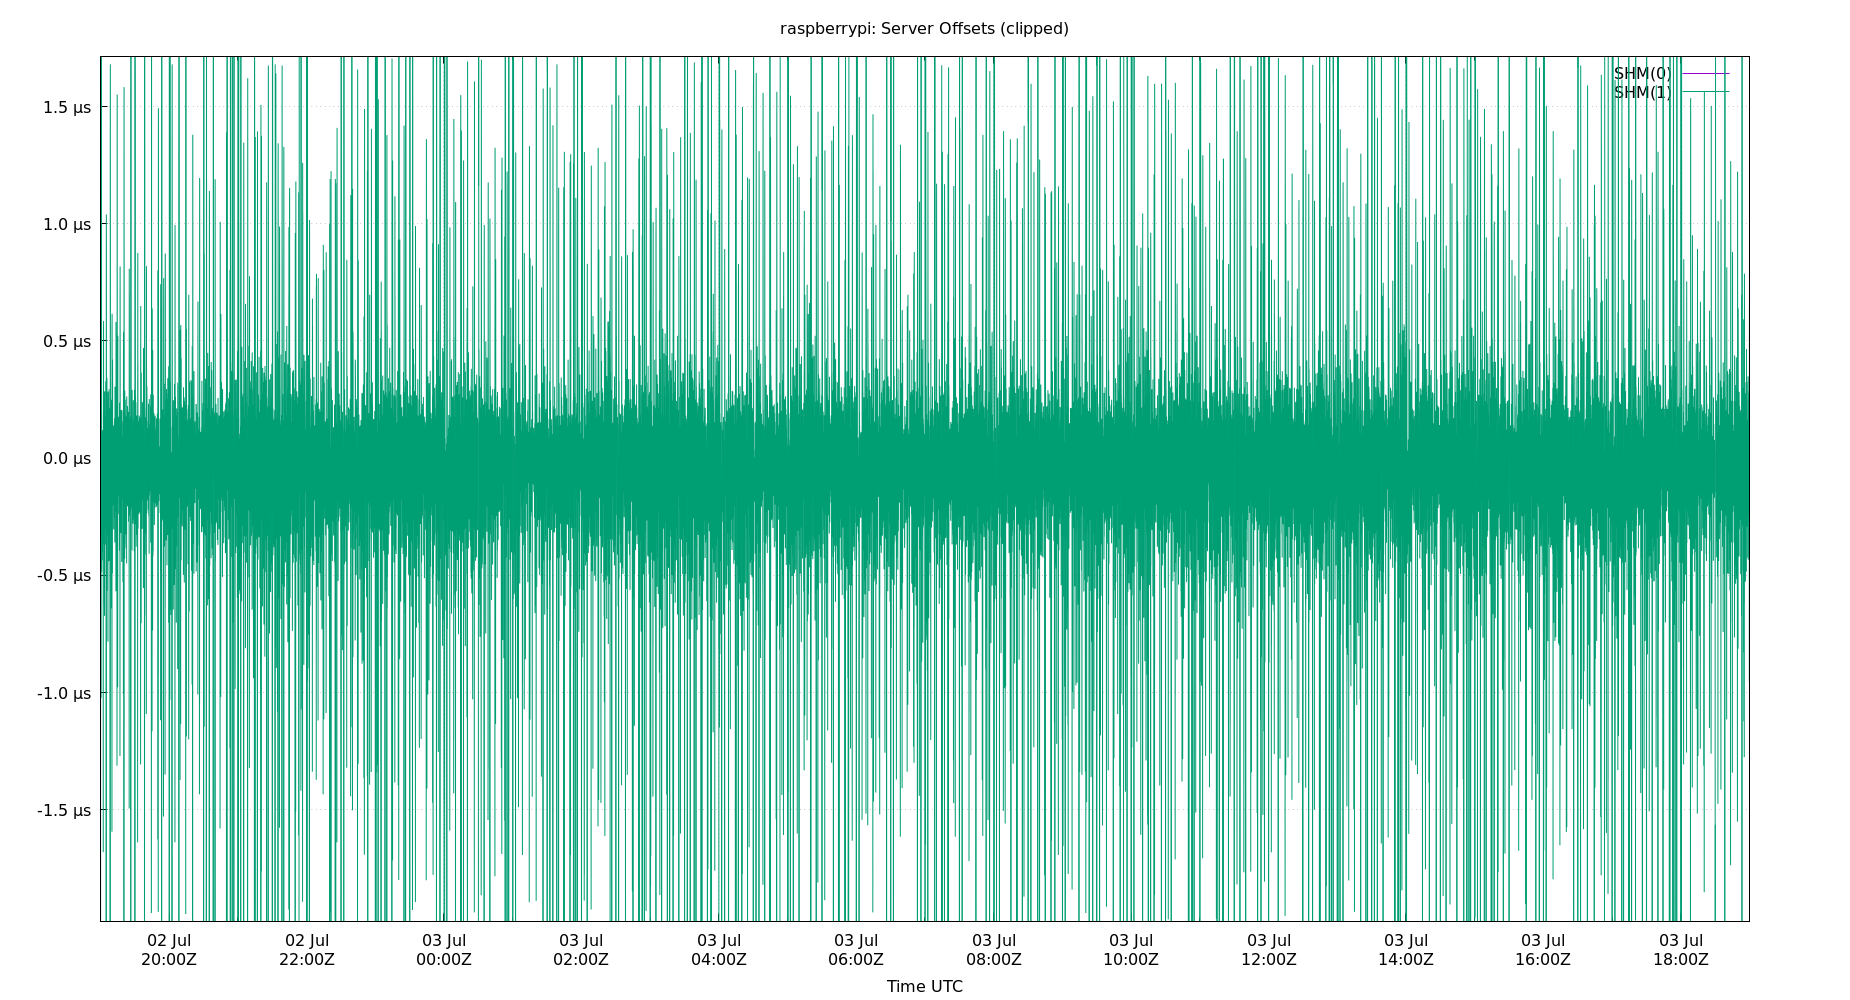 raspberrypi: Server Offsets (clipped)
SHM(0)
SHM(1)
1.5 µs
1.0 µs
0.5 µs
0.0 µs
-0.5 µs
-1.0 µs
-1.5 µs
02 Jul 02 Jul 03 Jul 03 Jul 03 Jul 03 Jul 03 Jul 03 Jul 03 Jul 03 Jul 03 Jul 03 Jul
20:00Z 22:00Z 00:00Z 02:00Z 04:00Z 06:00Z 08:00Z 10:00Z 12:00Z 14:00Z 16:00Z 18:00Z
Time UTC